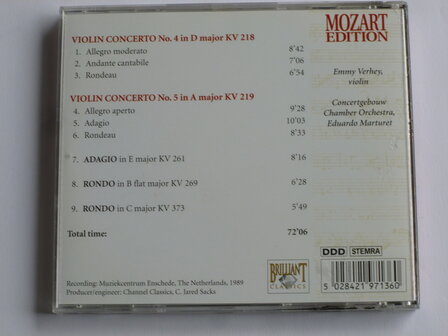 VIOLIN CONCERTO No. 4 in D major KV 218
1. Allegro moderato 8'42
2. Andante cantabile 7'06
3. Rondeau 6'54
VIOLIN CONCERTO No. 5 in A major KV 219
4. Allegro aperto 9'28
5. Adagio 10'03
6. Rondeau 8'33
7. ADAGIO in E major KV 261 8'16
8. RONDO in B flat major KV 269 6'28
9. RONDO in C major KV 373 5'49
Total time: 72'06
Recording: Muziekcentrum Enschede, The Netherlands, 1989
Producer/engineer: Channel Classics, C. Jared Sacks
MOZART
EDITION
Emmy Verhey,
violin
Concertgebouw
Chamber Orchestra,
Eduardo Marturet
BRILLIANT
CLASSICS
DDD STEMRA
5 028421 971360